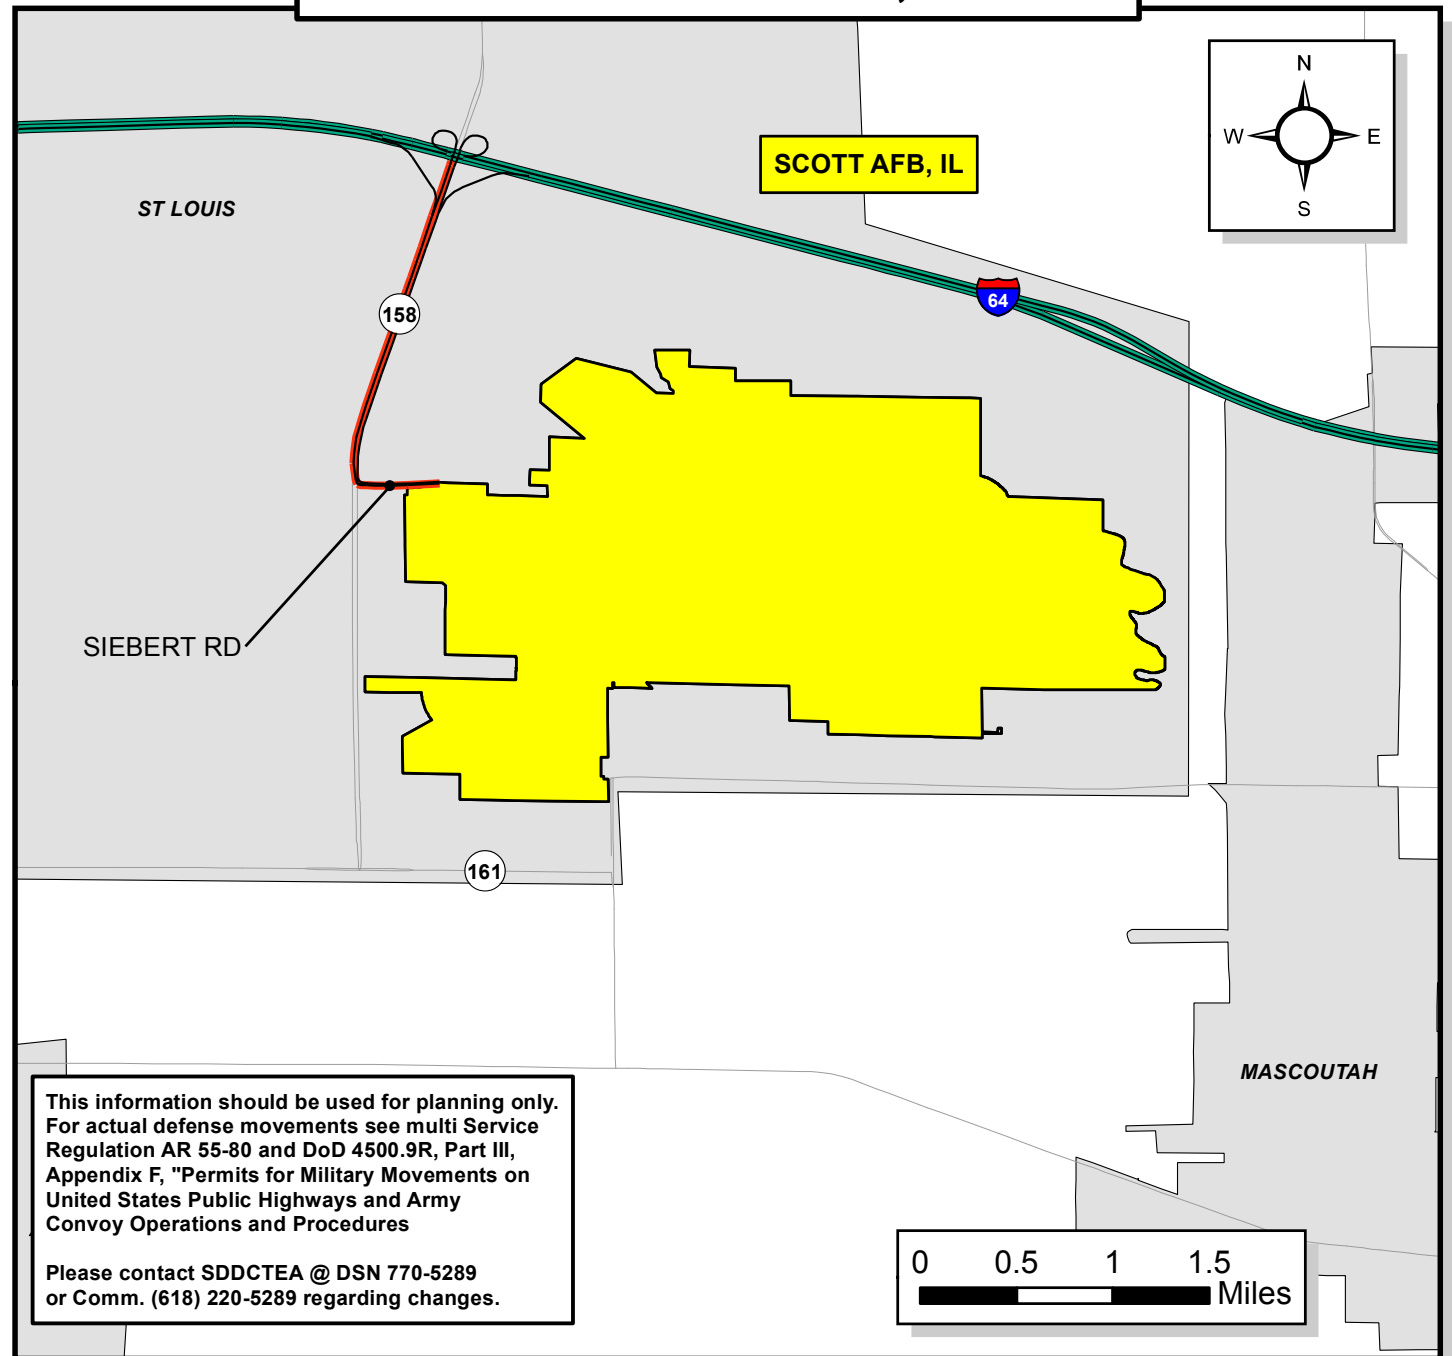 N
SCOTT AFB, IL
W
E
ST LOUIS
S
64
158
SIEBERT RD
161
MASCOUTAH
This information should be used for planning only.
For actual defense movements see multi Service
Regulation AR 55-80 and DoD 4500.9R, Part III,
Appendix F, "Permits for Military Movements on
United States Public Highways and Army
Convoy Operations and Procedures
Please contact SDDCTEA @ DSN 770-5289
or Comm. (618) 220-5289 regarding changes.
0 0.5 1 1.5
Miles